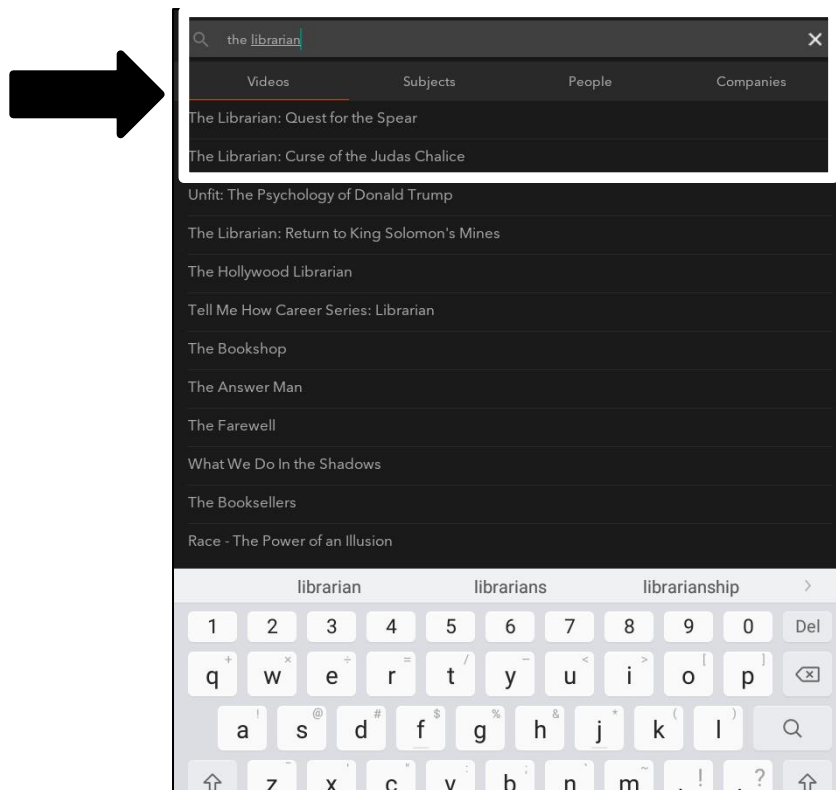 the librarian
Videos Subjects People Companies
The Librarian: Quest for the Spear
The Librarian: Curse of the Judas Chalice
Unfit: The Psychology of Donald Trump
The Librarian: Return to King Solomon's Mines
The Hollywood Librarian
Tell Me How Career Series: Librarian
The Bookshop
The Answer Man
The Farewell
What We Do In the Shadows
The Booksellers
Race - The Power of an Illusion
librarian librarians librarianship
1 2 3 4 5 6 7 8 9 0 Del
+ × ÷ = / _ < > [ ]
q w e r t y u i o p
! @ # $ % & * ( )
a s d f g h j k l
z x c v b n m , ! . ?